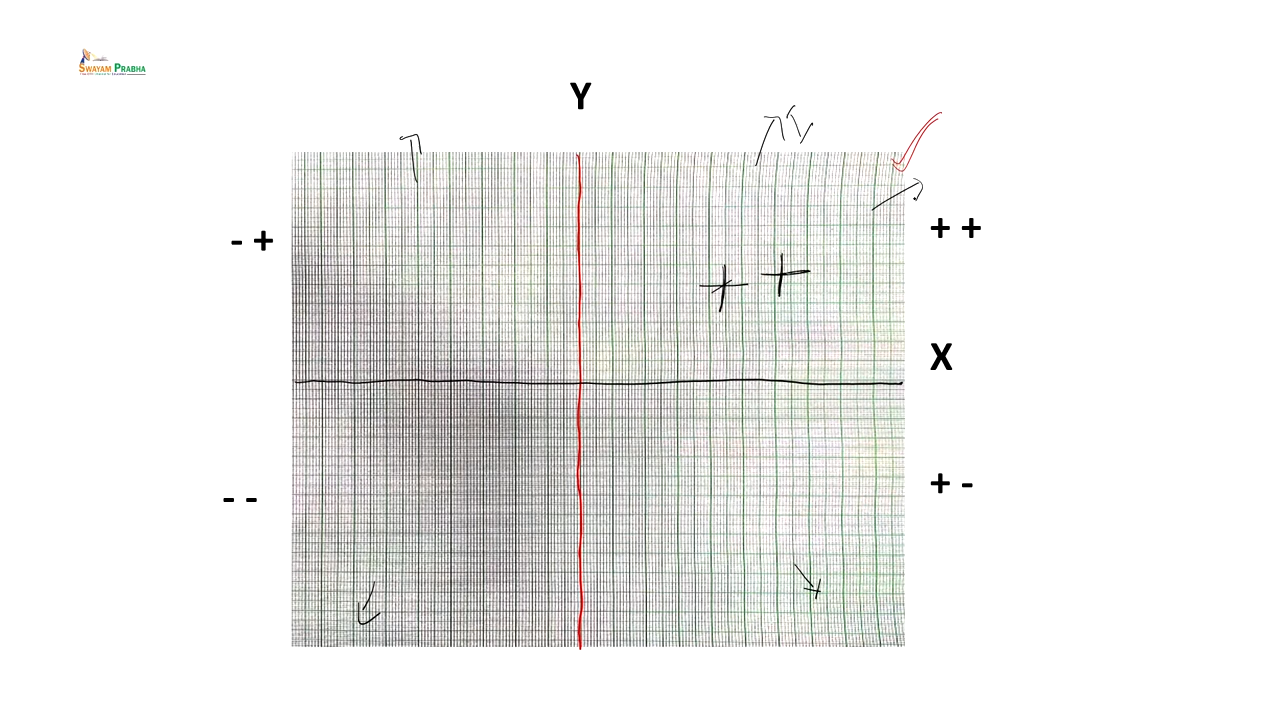 SWAYAM PRABHA
Y
- +
+ +
+ +
X
- -
+ -